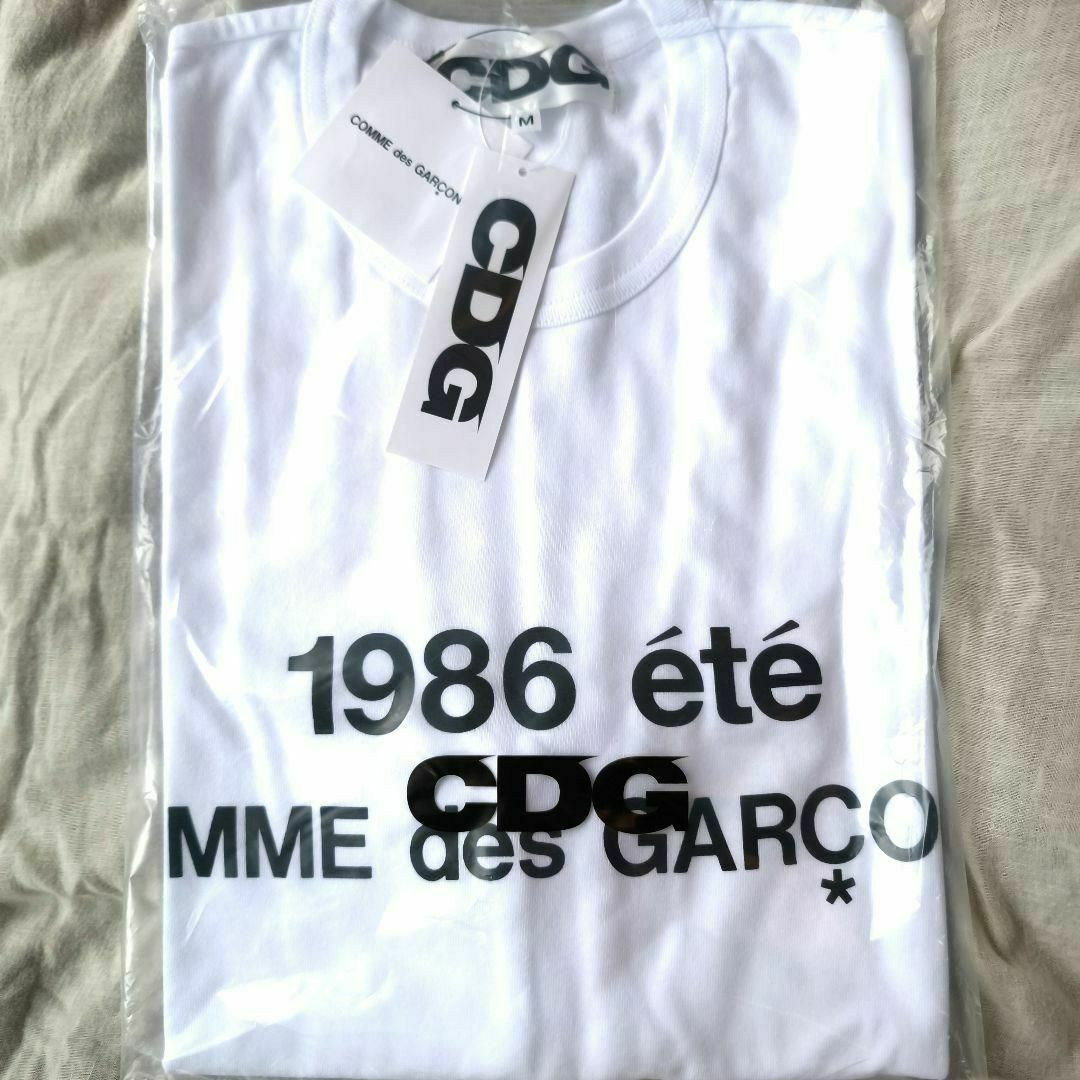 CDG
M
COMME des GARÇON
CDG
1986 été
CDG
MME des GARÇO